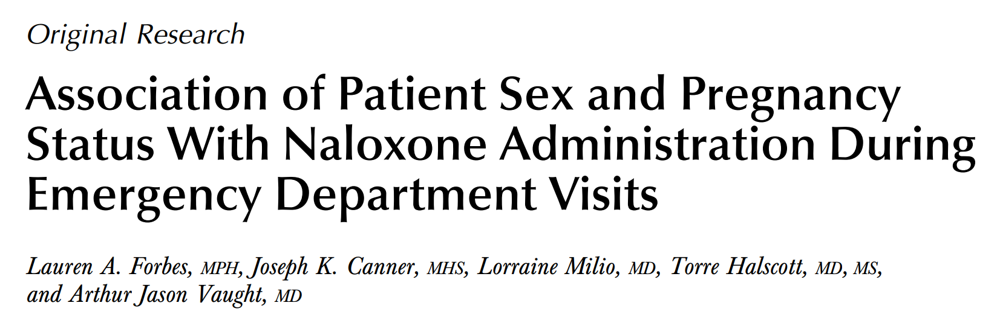 Original Research
Association of Patient Sex and Pregnancy
Status With Naloxone Administration During
Emergency Department Visits
Lauren A. Forbes, MPH, Joseph K. Canner, MHS, Lorraine Milio, MD, Torre Halscott, MD, MS,
and Arthur Jason Vaught, MD